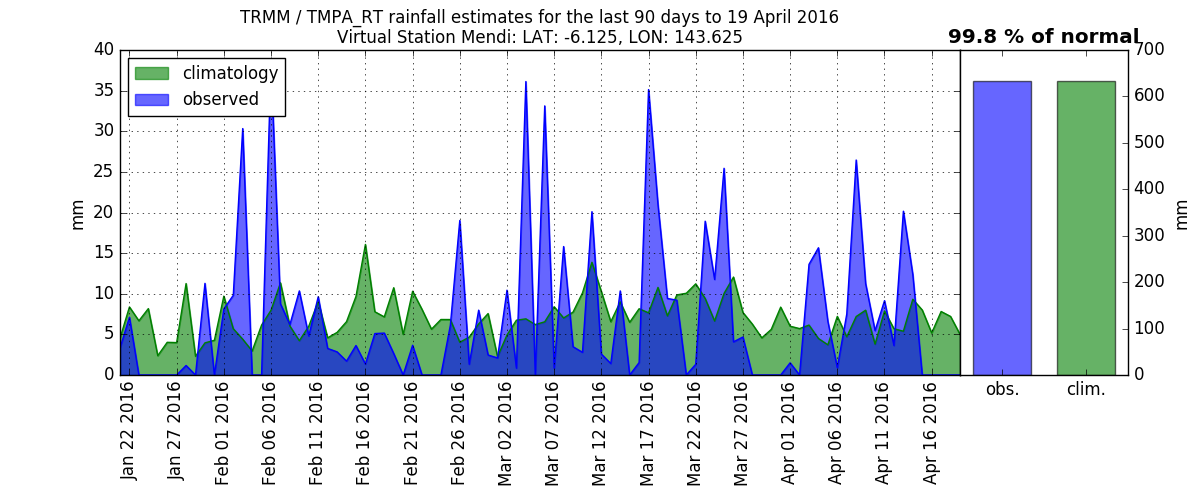 TRMM / TMPA_RT rainfall estimates for the last 90 days to 19 April 2016
Virtual Station Mendi: LAT: -6.125, LON: 143.625
99.8 % of normal
climatology
observed
40
35
30
25
20
15
10
5
0
mm
Jan 22 2016
Jan 27 2016
Feb 01 2016
Feb 06 2016
Feb 11 2016
Feb 16 2016
Feb 21 2016
Feb 26 2016
Mar 02 2016
Mar 07 2016
Mar 12 2016
Mar 17 2016
Mar 22 2016
Mar 27 2016
Apr 01 2016
Apr 06 2016
Apr 11 2016
Apr 16 2016
700
600
500
400
300
200
100
0
mm
obs.
clim.